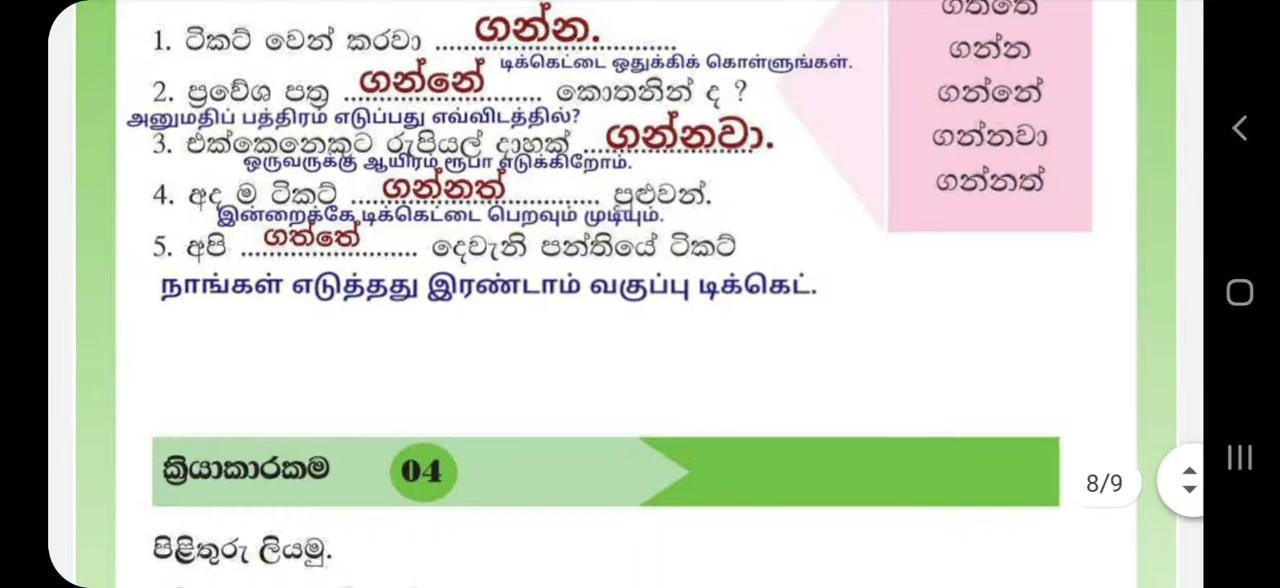 ගත්තේ
1. ටිකට් වෙන් කරවා ........ ගන්න. ........
ගන්න
டிக்கெட்டை ஒதுக்கிக் கொள்ளுங்கள்.
2. ප්‍රවේශ පත්‍ර ........ ගන්නේ ........ කොතනින් ද ?
ගන්නේ
அனுமதிப் பத்திரம் எடுப்பது எவ்விடத்தில்?
3. එක්කෙනෙකුට රුපියල් දාහක් ........ ගන්නවා.
ගන්නවා
ஒருவருக்கு ஆயிரம் ரூபா எடுக்கிறோம்.
4. අද ම ටිකට් ........ ගන්නත් ........ පුළුවන්.
ගන්නත්
இன்றைக்கே டிக்கெட்டை பெறவும் முடியும்.
5. අපි ........ ගත්තේ ........ දෙවැනි පන්තියේ ටිකට්
நாங்கள் எடுத்தது இரண்டாம் வகுப்பு டிக்கெட்.
ක්‍රියාකාරකම 04
8/9
පිළිතුරු ලියමු.